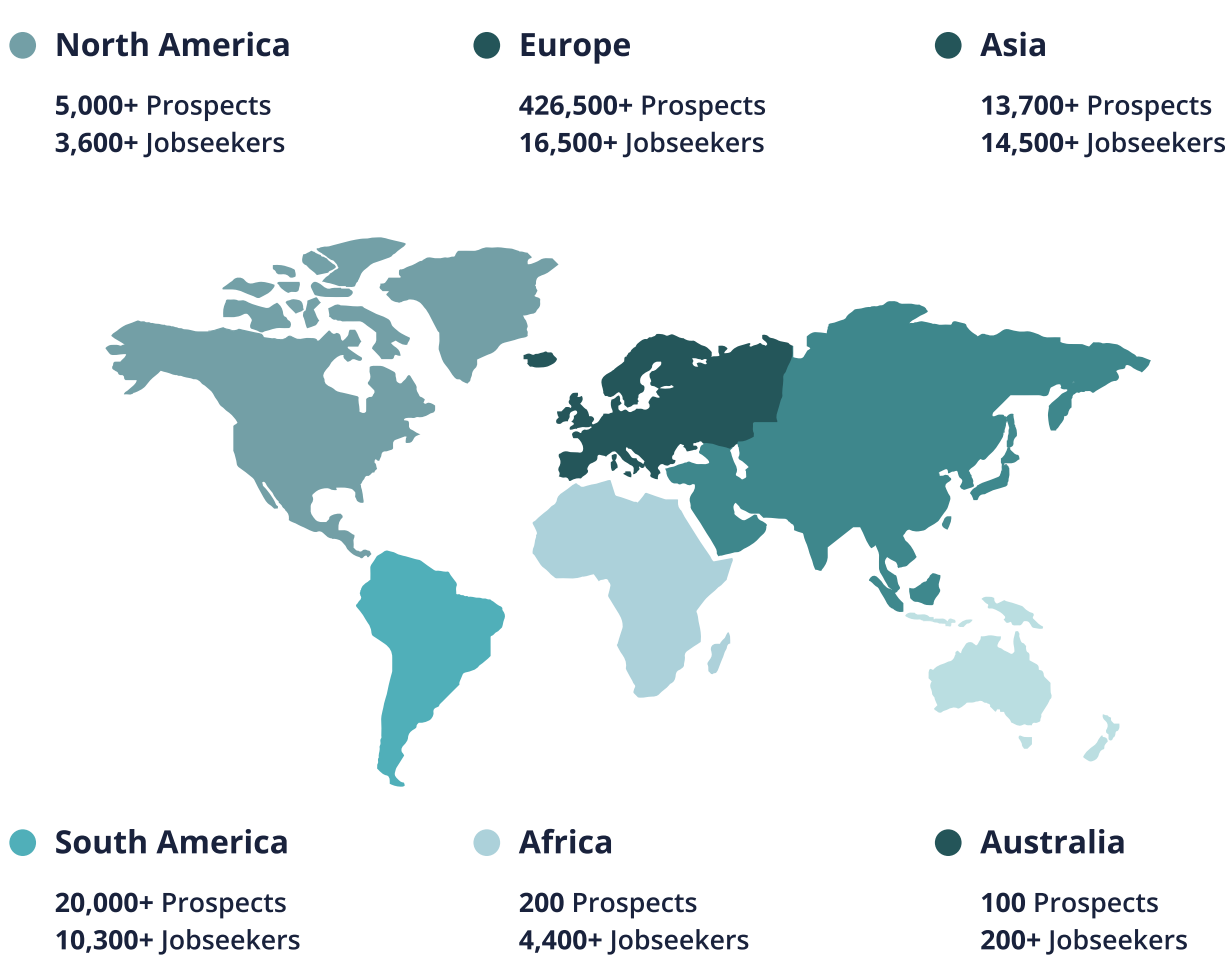 North America
5,000+ Prospects
3,600+ Jobseekers
Europe
426,500+ Prospects
16,500+ Jobseekers
Asia
13,700+ Prospects
14,500+ Jobseekers
South America
20,000+ Prospects
10,300+ Jobseekers
Africa
200 Prospects
4,400+ Jobseekers
Australia
100 Prospects
200+ Jobseekers